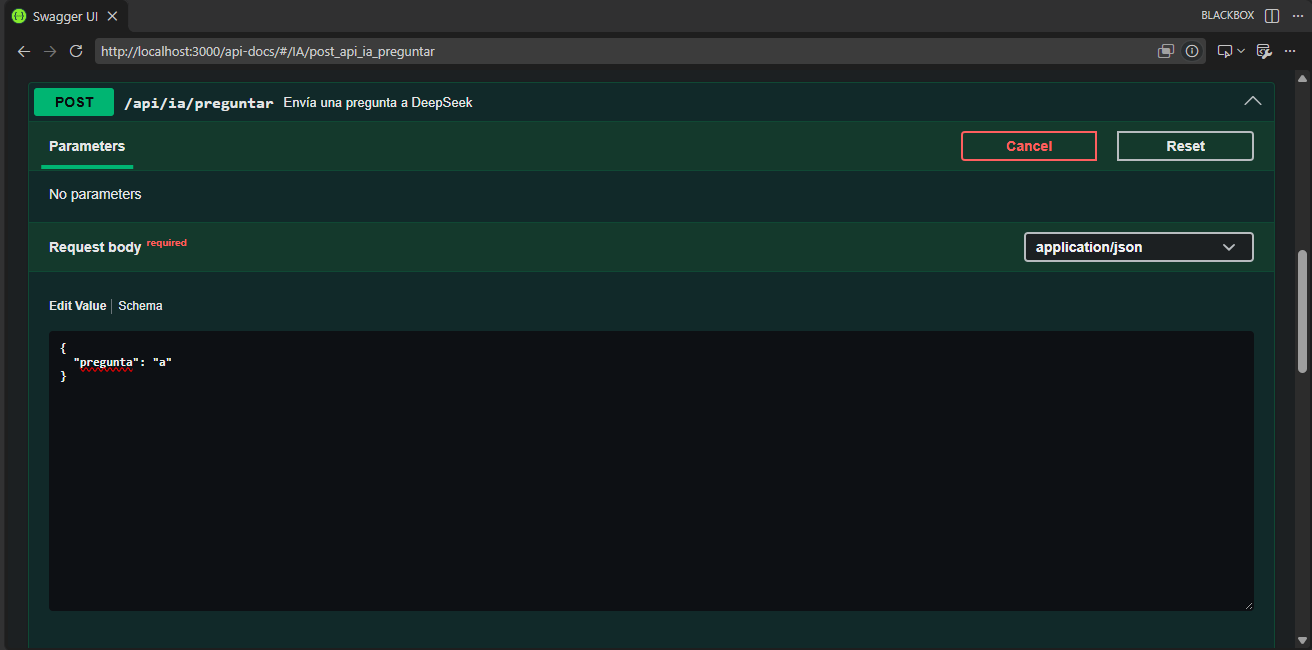 Swagger UI
BLACKBOX
http://localhost:3000/api-docs/#/IA/post_api_ia_preguntar
POST /api/ia/preguntar Envía una pregunta a DeepSeek
Parameters
Cancel
Reset
No parameters
Request body required
application/json
Edit Value | Schema
{
  "pregunta": "a"
}